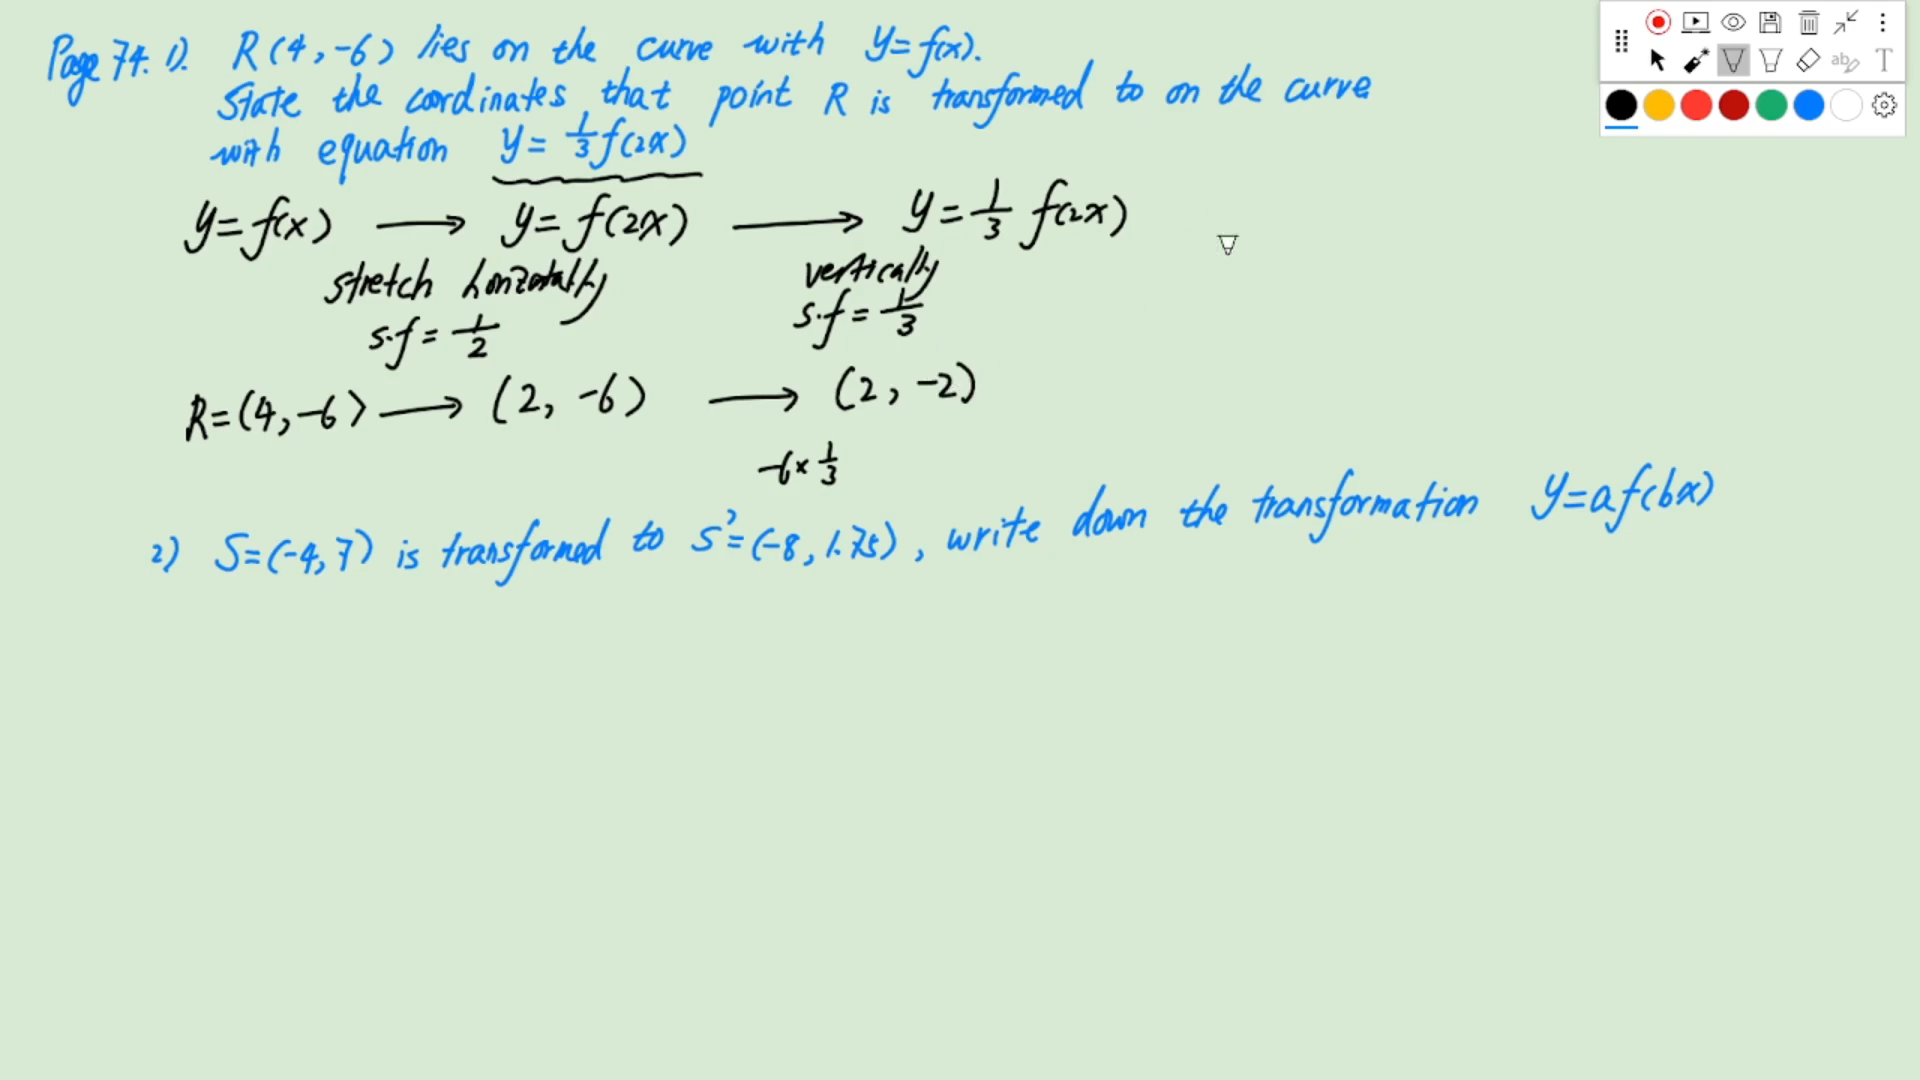 Page 74. 1). R(4,-6) lies on the curve with y=f(x).
State the coordinates that point R is transformed to on the curve
with equation y=1/3 f(2x)
y=f(x) → y=f(2x) → y=1/3 f(2x)
stretch horizontally vertically
s.f=1/2 s.f=1/3
R=(4,-6) → (2,-6) → (2,-2)
-6×1/3
2) S=(-4,7) is transformed to S'=(-8,1.75), write down the transformation y=af(bx)